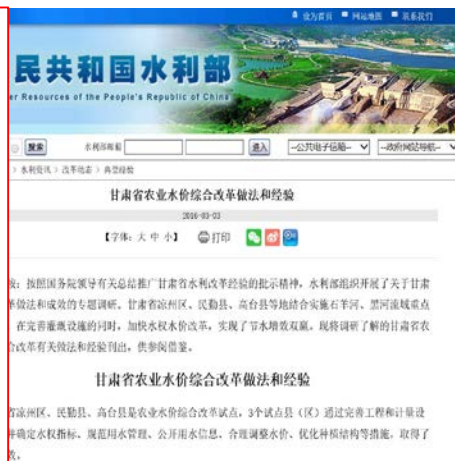 设为首页 网站地图 联系我们
民共和国水利部
er Resources of the People's Republic of China
搜索 水利部邮箱 进入 --公共电子信箱-- --政府网站导航--
> 水利资讯 > 改革动态 > 典型经验
甘肃省农业水价综合改革做法和经验
2016-03-03
【字体：大 中 小】 打印
按：按照国务院领导有关总结推广甘肃省水利改革经验的批示精神，水利部组织开展了关于甘肃
革做法和成效的专题调研。甘肃省凉州区、民勤县、高台县等地结合实施石羊河、黑河流域重点
，在完善灌溉设施的同时，加快水权水价改革，实现了节水增效双赢。现将调研了解的甘肃省农
合改革有关做法和经验刊出，供参阅借鉴。
甘肃省农业水价综合改革做法和经验
省凉州区、民勤县、高台县是农业水价综合改革试点，3个试点县（区）通过完善工程和计量设
并确定水权指标、规范用水管理、公开用水信息、合理调整水价、优化种植结构等措施，取得了
效。